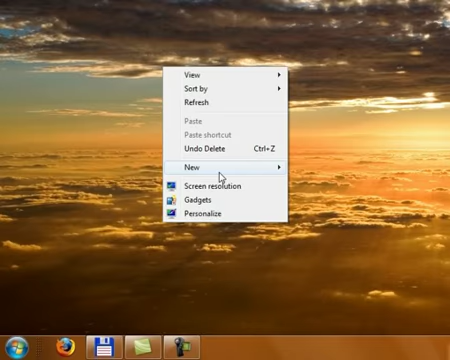 View
Sort by
Refresh
Paste
Paste shortcut
Undo Delete Ctrl+Z
New
Screen resolution
Gadgets
Personalize